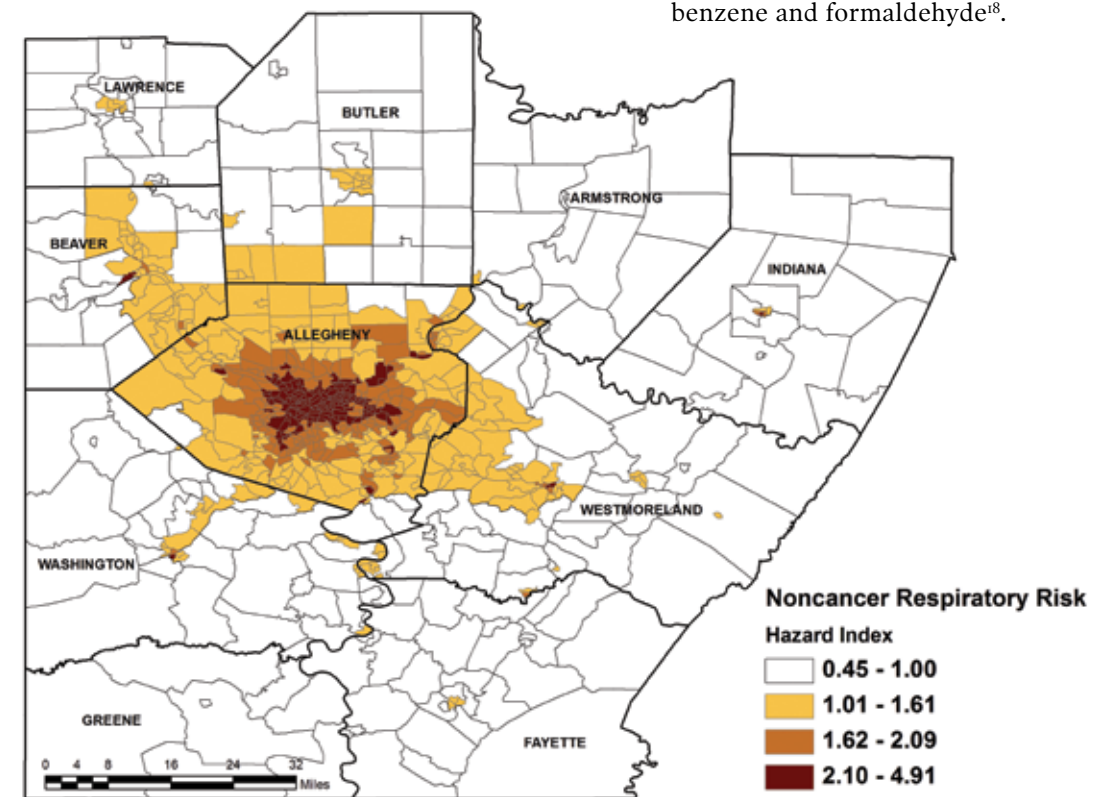 benzene and formaldehyde¹⁸.
LAWRENCE
BUTLER
ARMSTRONG
BEAVER
INDIANA
ALLEGHENY
WESTMORELAND
WASHINGTON
GREENE
FAYETTE
Noncancer Respiratory Risk
Hazard Index
0.45 - 1.00
1.01 - 1.61
1.62 - 2.09
2.10 - 4.91
0 4 8 16 24 32
Miles